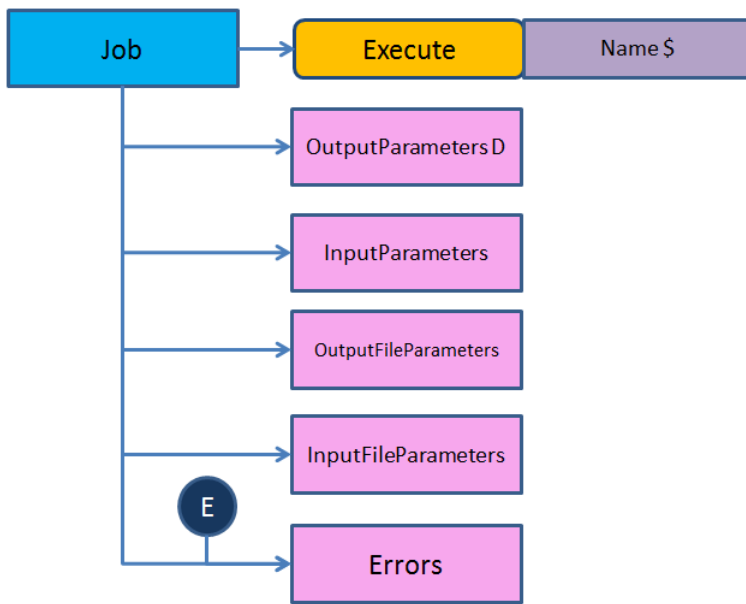 Job
Execute
Name $
OutputParameters D
InputParameters
OutputFileParameters
InputFileParameters
E
Errors